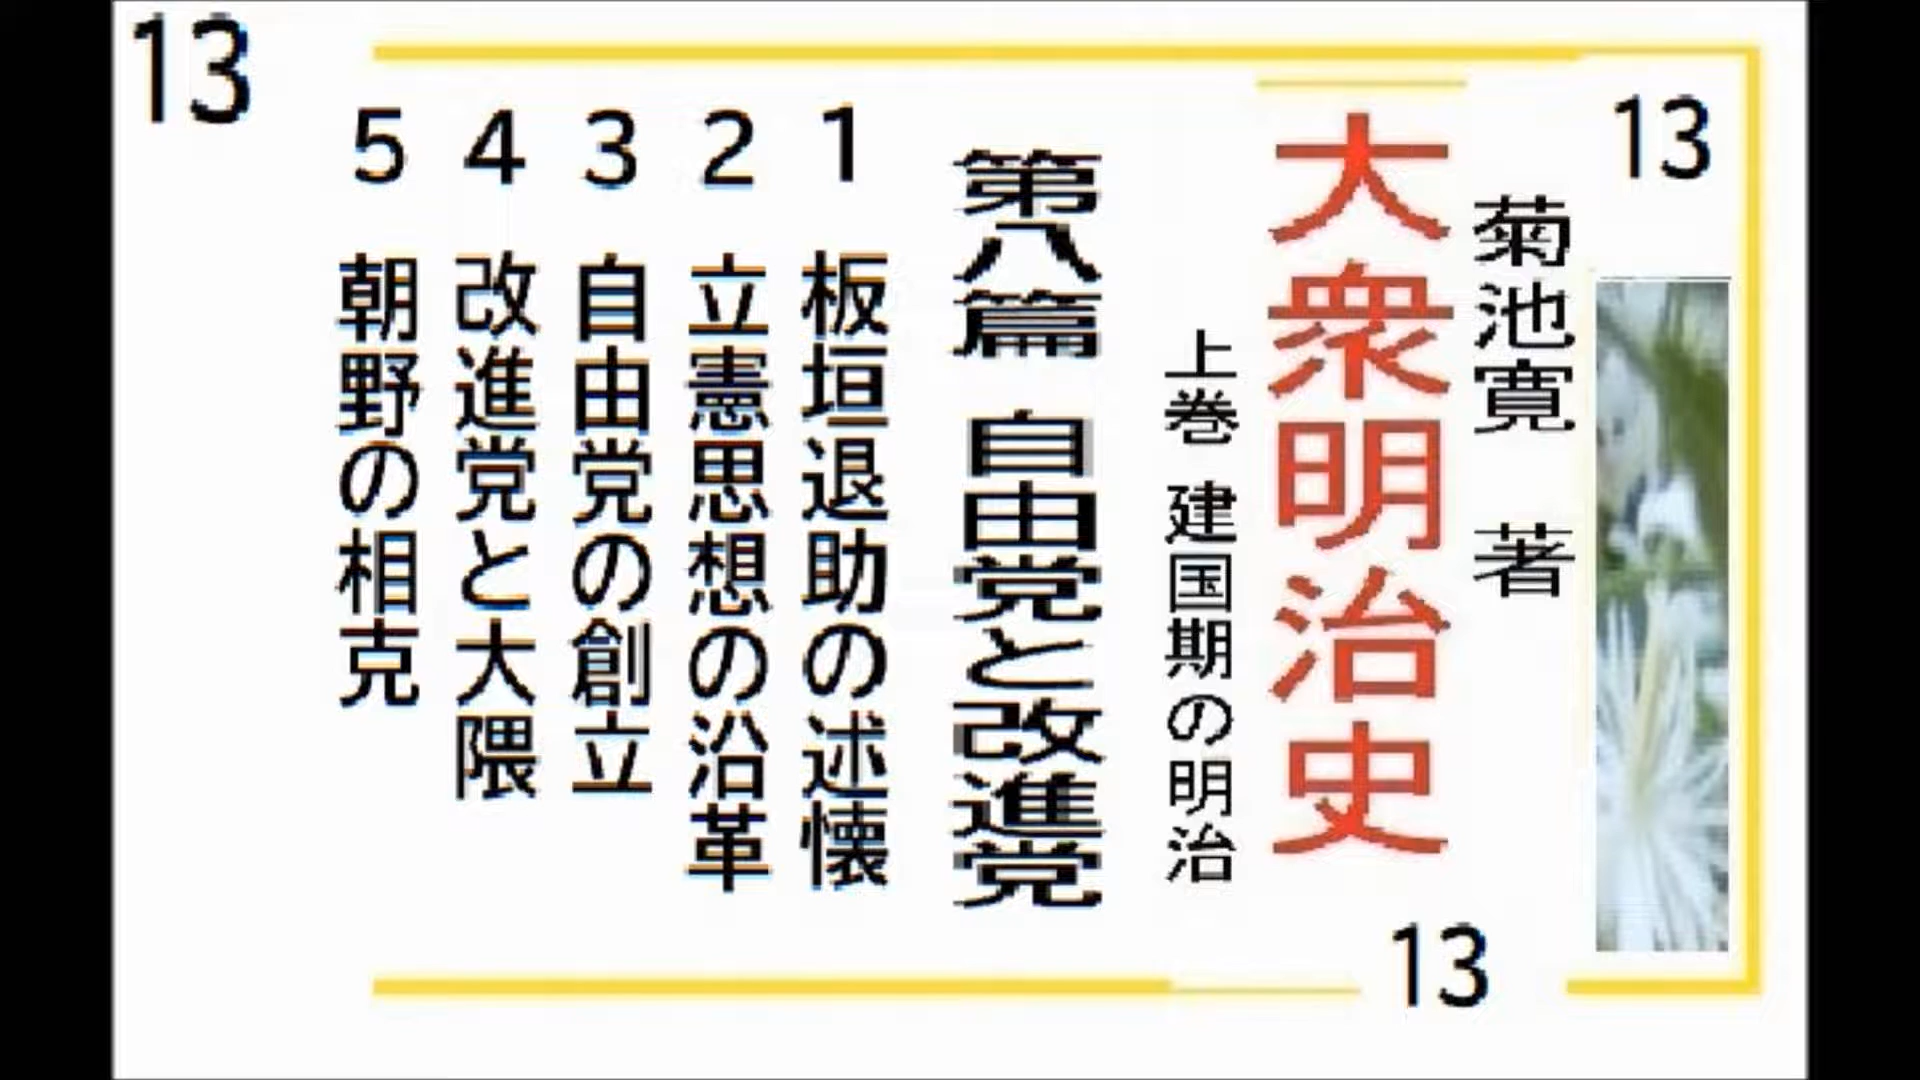 13
13
菊池寛 著
大衆明治史
上巻 建国期の明治
13
第八篇 自由党と改進党
1 板垣退助の述懐
2 立憲思想の沿革
3 自由党の創立
4 改進党と大隈
5 朝野の相克